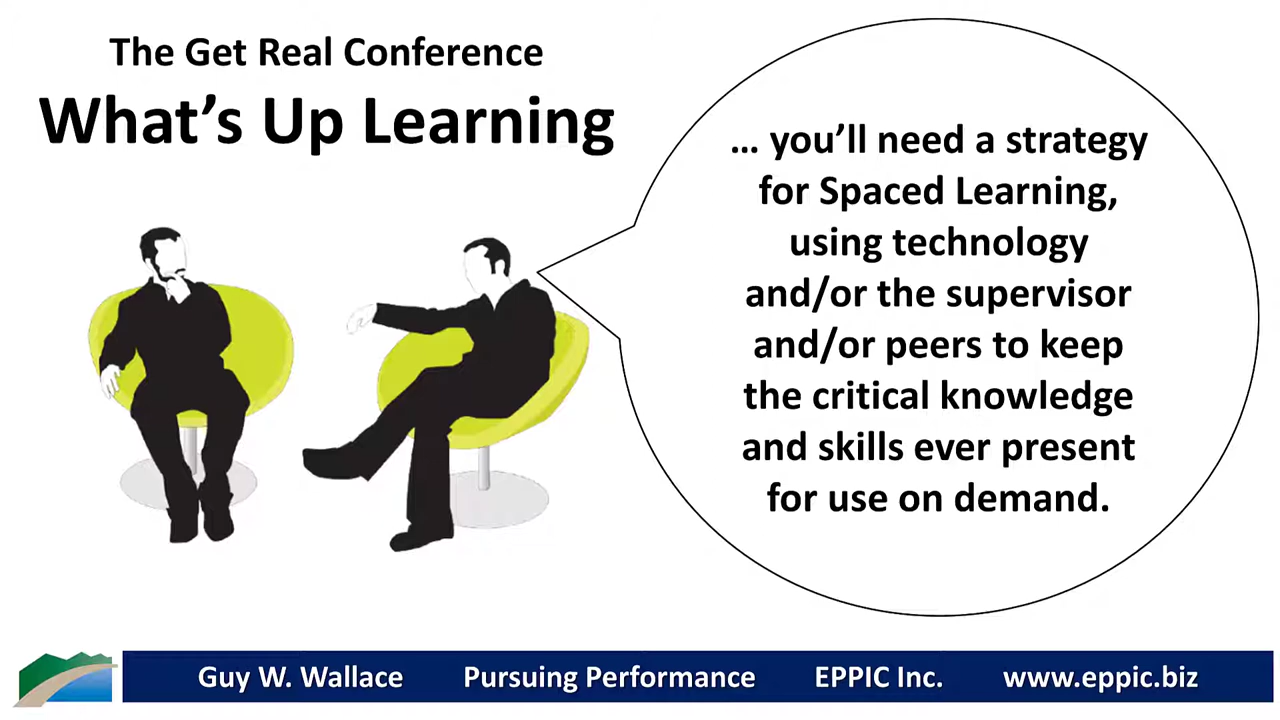 The Get Real Conference
What’s Up Learning
… you’ll need a strategy
for Spaced Learning,
using technology
and/or the supervisor
and/or peers to keep
the critical knowledge
and skills ever present
for use on demand.
Guy W. Wallace Pursuing Performance EPPIC Inc. www.eppic.biz